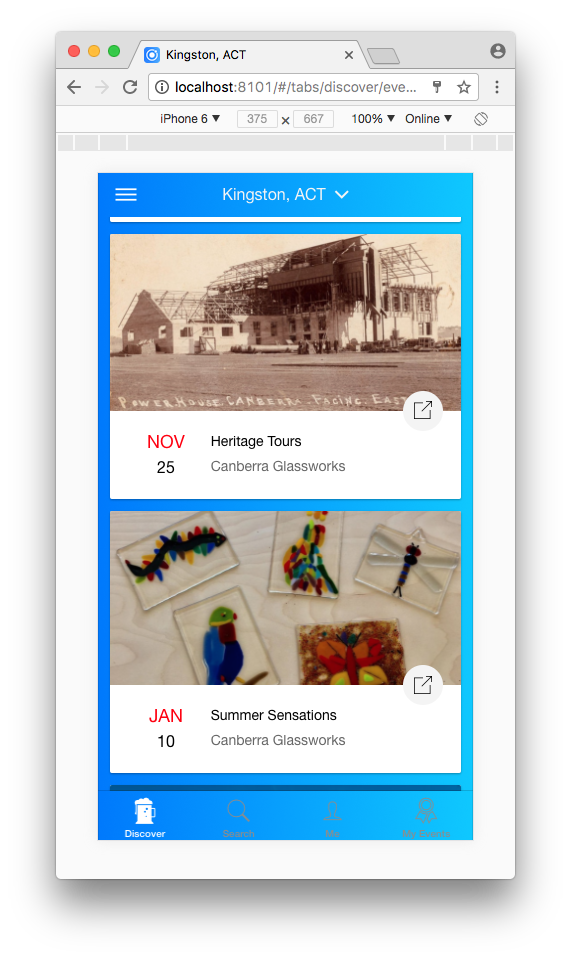 Kingston, ACT
localhost:8101/#/tabs/discover/eve...
iPhone 6 ▼ 375 × 667 100% ▼ Online ▼
Kingston, ACT
POWER.HOUSE.CANBERRA.FACING.EAST
NOV
25
Heritage Tours
Canberra Glassworks
JAN
10
Summer Sensations
Canberra Glassworks
Discover Search Me My Events